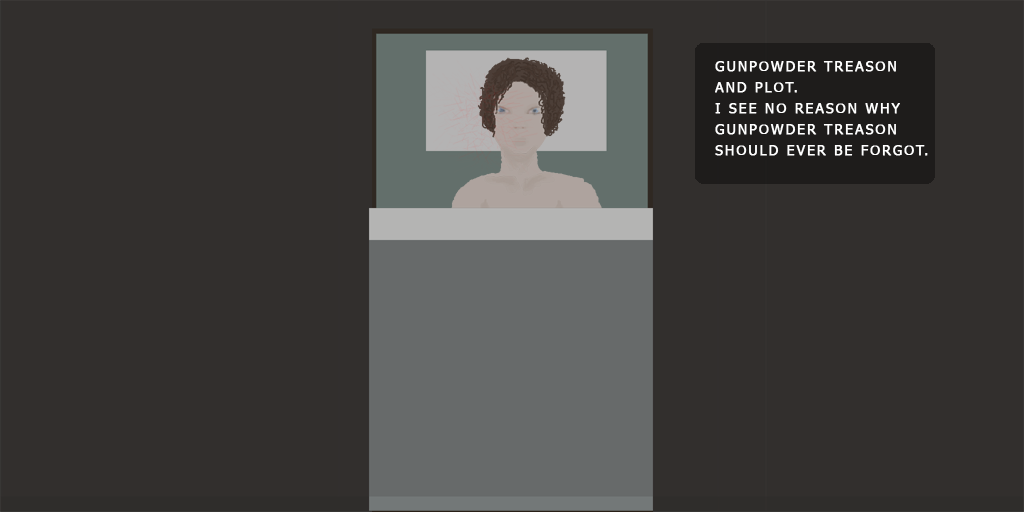 GUNPOWDER TREASON
AND PLOT.
I SEE NO REASON WHY
GUNPOWDER TREASON
SHOULD EVER BE FORGOT.